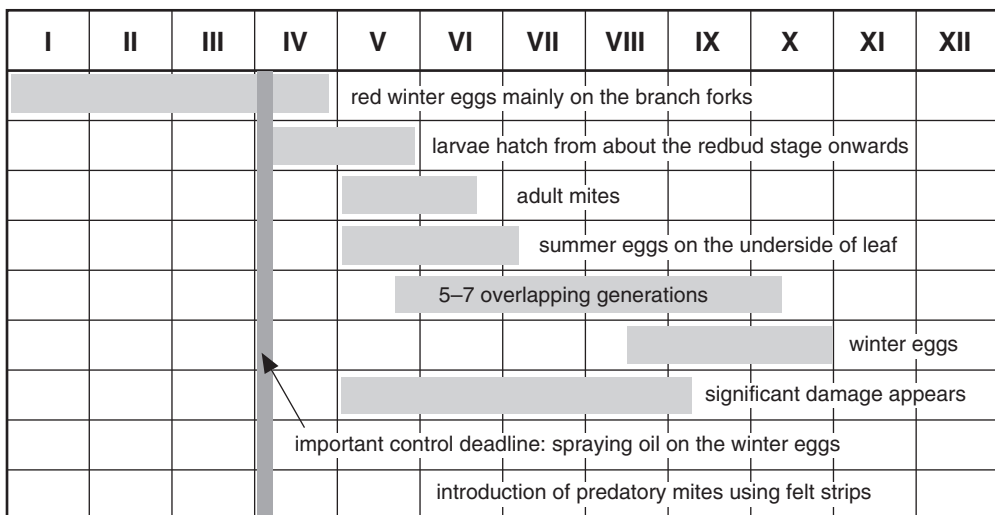 I II III IV V VI VII VIII IX X XI XII
red winter eggs mainly on the branch forks
larvae hatch from about the redbud stage onwards
adult mites
summer eggs on the underside of leaf
5–7 overlapping generations
winter eggs
significant damage appears
important control deadline: spraying oil on the winter eggs
introduction of predatory mites using felt strips